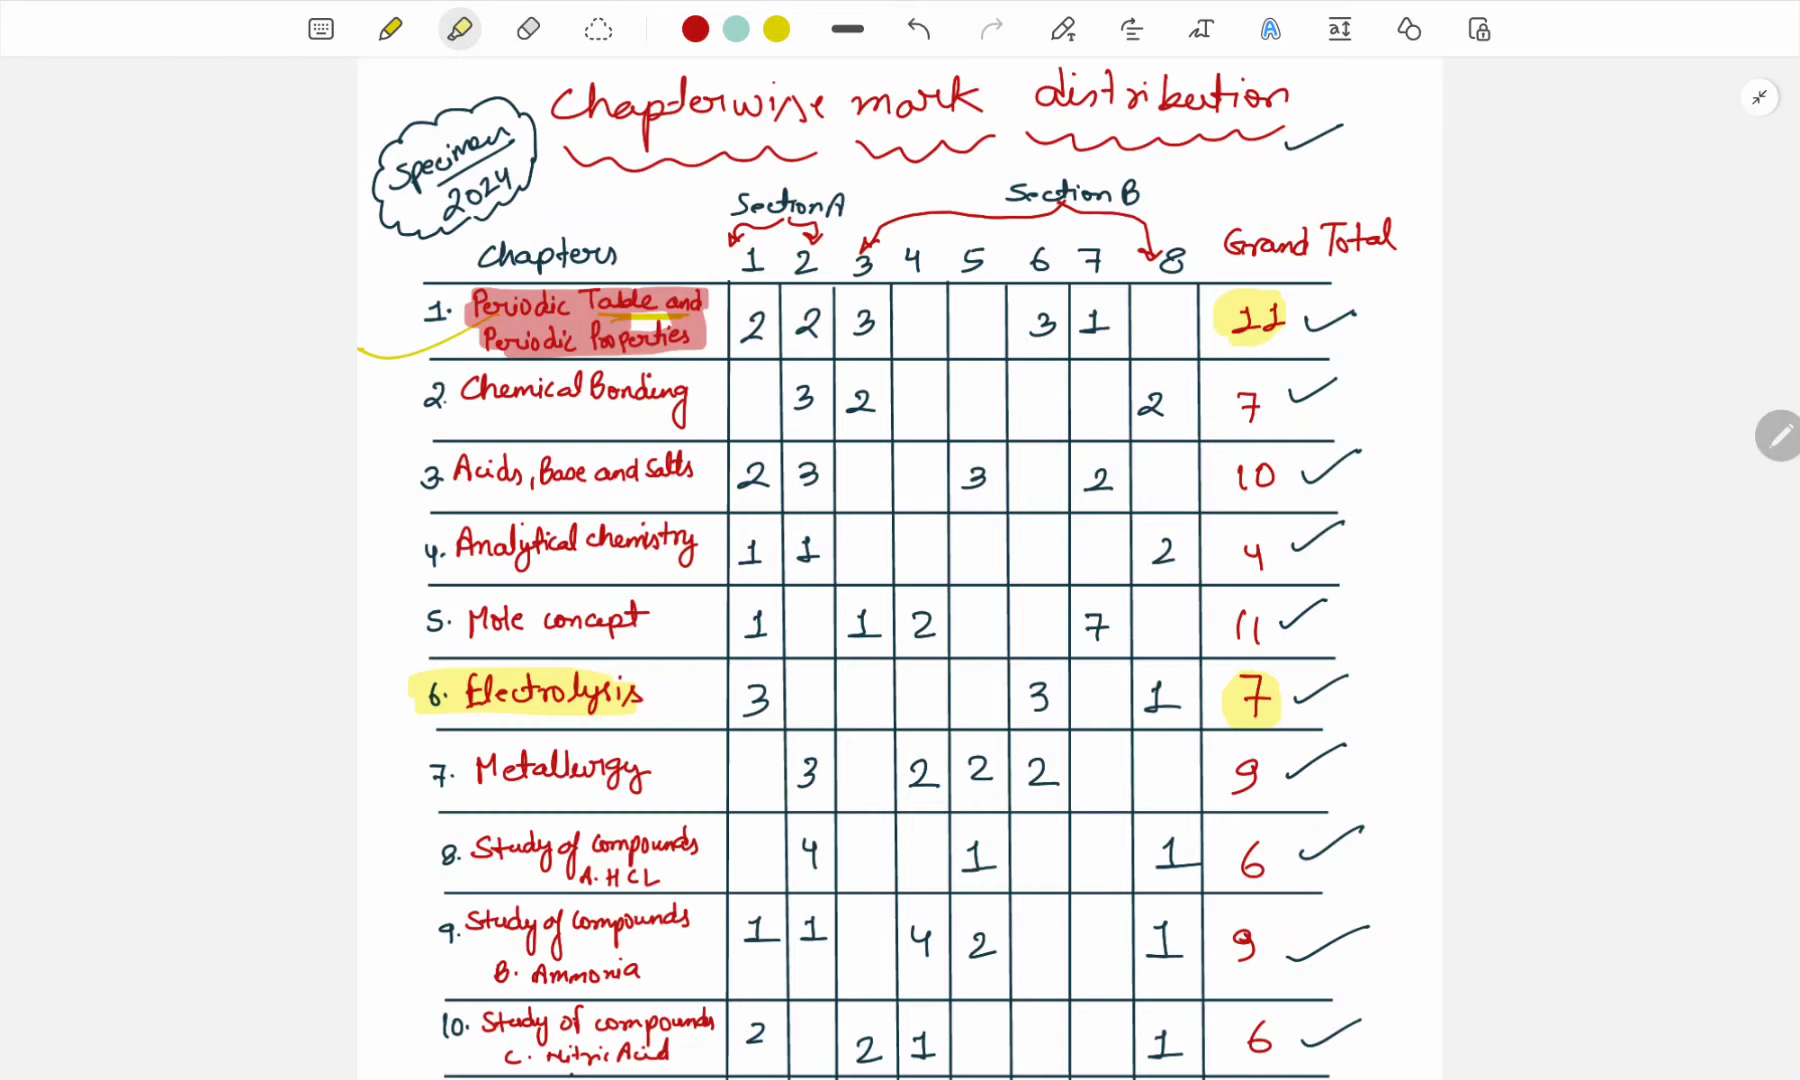 Chapterwise mark distribution
Specimen
2024
Section A
Section B
Chapters 1 2 3 4 5 6 7 8 Grand Total
1. Periodic Table and
Periodic Properties 2 2 3 3 1 11
2. Chemical Bonding 3 2 2 7
3. Acids, Base and Salts 2 3 3 2 10
4. Analytical chemistry 1 1 2 4
5. Mole concept 1 1 2 7 11
6. Electrolysis 3 3 1 7
7. Metallurgy 3 2 2 2 9
8. Study of compounds 4 1 1 6
A. HCL
9. Study of compounds 1 1 4 2 1 9
B. Ammonia
10. Study of compounds 2 2 1 1 6
C. Nitric Acid